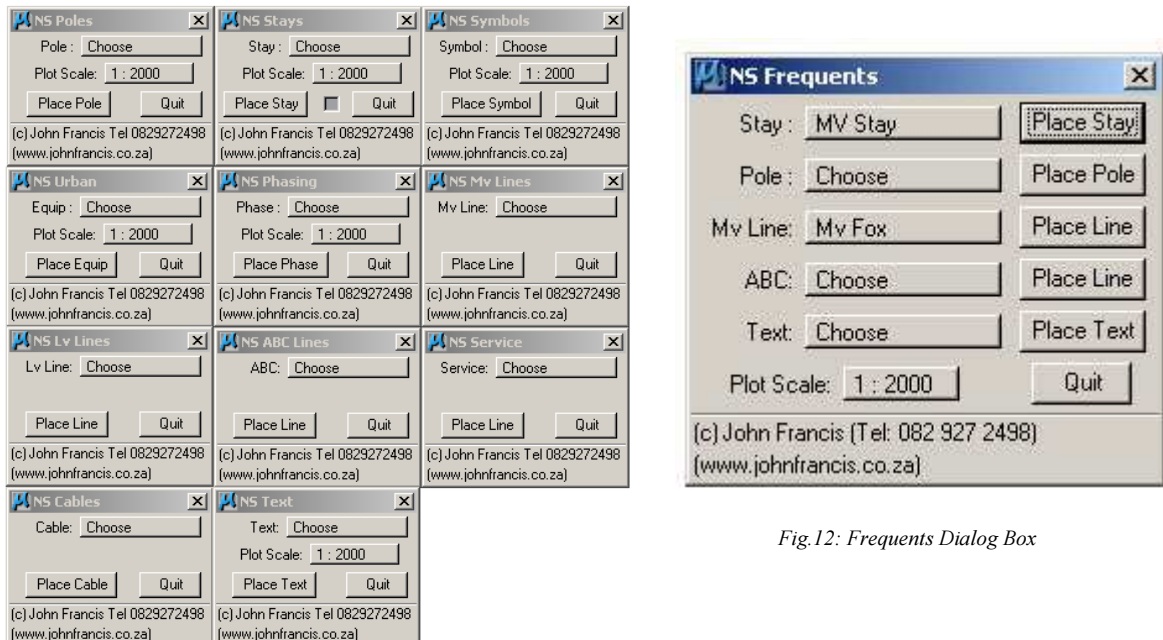 NS Poles
Pole : Choose
Plot Scale: 1 : 2000
Place Pole Quit
(c) John Francis Tel 0829272498
(www.johnfrancis.co.za)
NS Stays
Stay : Choose
Plot Scale: 1 : 2000
Place Stay Quit
(c) John Francis Tel 0829272498
(www.johnfrancis.co.za)
NS Symbols
Symbol : Choose
Plot Scale: 1 : 2000
Place Symbol Quit
(c) John Francis Tel 0829272498
(www.johnfrancis.co.za)
NS Urban
Equip : Choose
Plot Scale: 1 : 2000
Place Equip Quit
(c) John Francis Tel 0829272498
(www.johnfrancis.co.za)
NS Phasing
Phase : Choose
Plot Scale: 1 : 2000
Place Phase Quit
(c) John Francis Tel 0829272498
(www.johnfrancis.co.za)
NS Mv Lines
Mv Line: Choose
Place Line Quit
(c) John Francis Tel 0829272498
(www.johnfrancis.co.za)
NS Lv Lines
Lv Line: Choose
Place Line Quit
(c) John Francis Tel 0829272498
(www.johnfrancis.co.za)
NS ABC Lines
ABC: Choose
Place Line Quit
(c) John Francis Tel 0829272498
(www.johnfrancis.co.za)
NS Service
Service: Choose
Place Line Quit
(c) John Francis Tel 0829272498
(www.johnfrancis.co.za)
NS Cables
Cable: Choose
Place Cable Quit
(c) John Francis Tel 0829272498
(www.johnfrancis.co.za)
NS Text
Text: Choose
Plot Scale: 1 : 2000
Place Text Quit
(c) John Francis Tel 0829272498
(www.johnfrancis.co.za)
NS Frequents
Stay : MV Stay Place Stay
Pole : Choose Place Pole
Mv Line: Mv Fox Place Line
ABC: Choose Place Line
Text: Choose Place Text
Plot Scale: 1 : 2000 Quit
(c) John Francis (Tel: 082 927 2498)
(www.johnfrancis.co.za)
Fig.12: Frequents Dialog Box